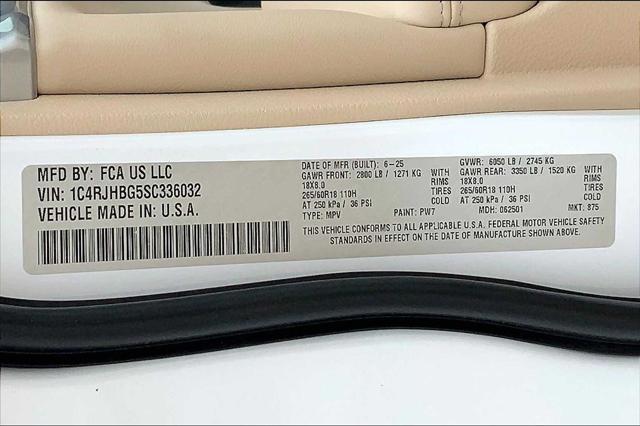 MFD BY: FCA US LLC
VIN: 1C4RJHBG5SC336032
VEHICLE MADE IN: U.S.A.
DATE OF MFR (BUILT): 6-25 GVWR: 6050 LB / 2745 KG
GAWR FRONT: 2800 LB / 1271 KG WITH GAWR REAR: 3350 LB / 1520 KG WITH
18X8.0 RIMS 18X8.0 RIMS
265/60R18 110H TIRES 265/60R18 110H TIRES
AT 250 kPa / 36 PSI COLD AT 250 kPa / 36 PSI COLD
TYPE: MPV PAINT: PW7 MDH: 062501 MKT: 875
THIS VEHICLE CONFORMS TO ALL APPLICABLE U.S.A. FEDERAL MOTOR VEHICLE SAFETY
STANDARDS IN EFFECT ON THE DATE OF MANUFACTURE SHOWN ABOVE.